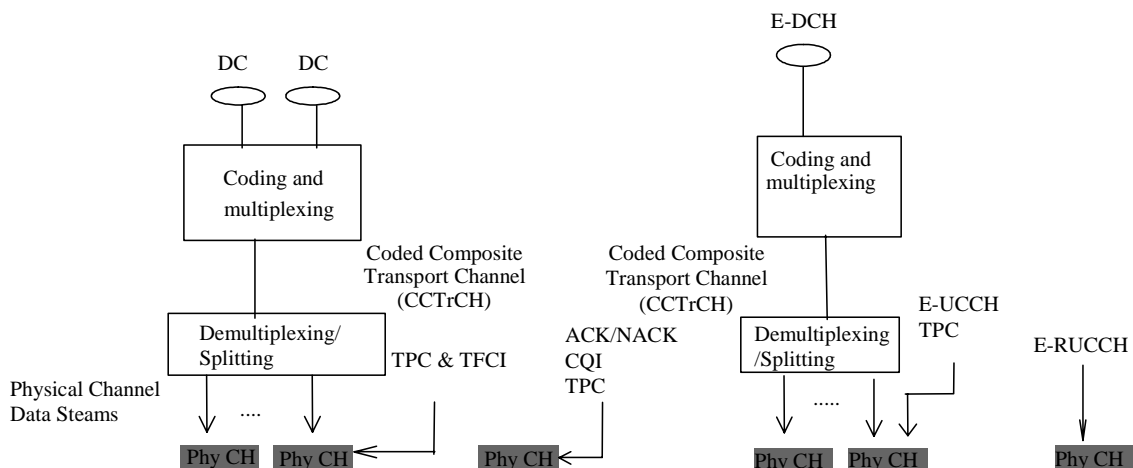 E-DCH
DC
DC
Coding and
multiplexing
Coding and
multiplexing
Coded Composite
Transport Channel
(CCTrCH)
Coded Composite
Transport Channel
(CCTrCH)
Demultiplexing/
Splitting
TPC & TFCI
ACK/NACK
CQI
TPC
Demultiplexing
/Splitting
E-UCCH
TPC
E-RUCCH
Physical Channel
Data Steams
....
.....
Phy CH
Phy CH
Phy CH
Phy CH
Phy CH
Phy CH